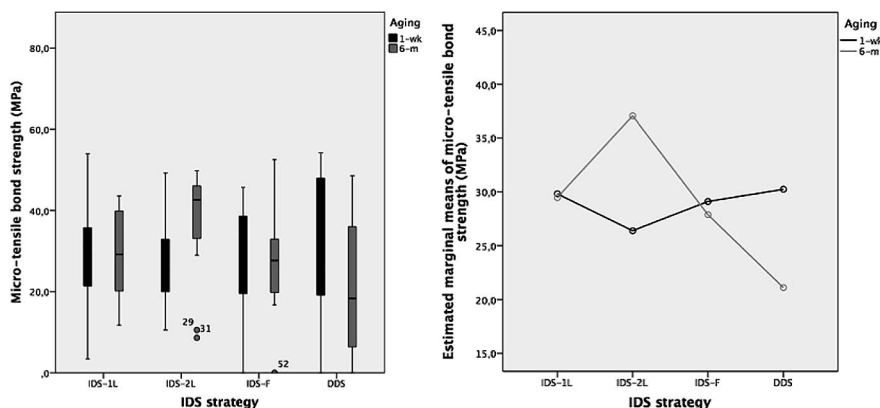 Aging
1-wk
6-m
Micro-tensile bond strength (MPa)
80,0
60,0
40,0
20,0
,0
29
31
52
IDS-1L
IDS-2L
IDS-F
DDS
IDS strategy
Aging
1-wk
6-m
Estimated marginal means of micro-tensile bond
strength (MPa)
45,0
40,0
35,0
30,0
25,0
20,0
15,0
IDS-1L
IDS-2L
IDS-F
DDS
IDS strategy